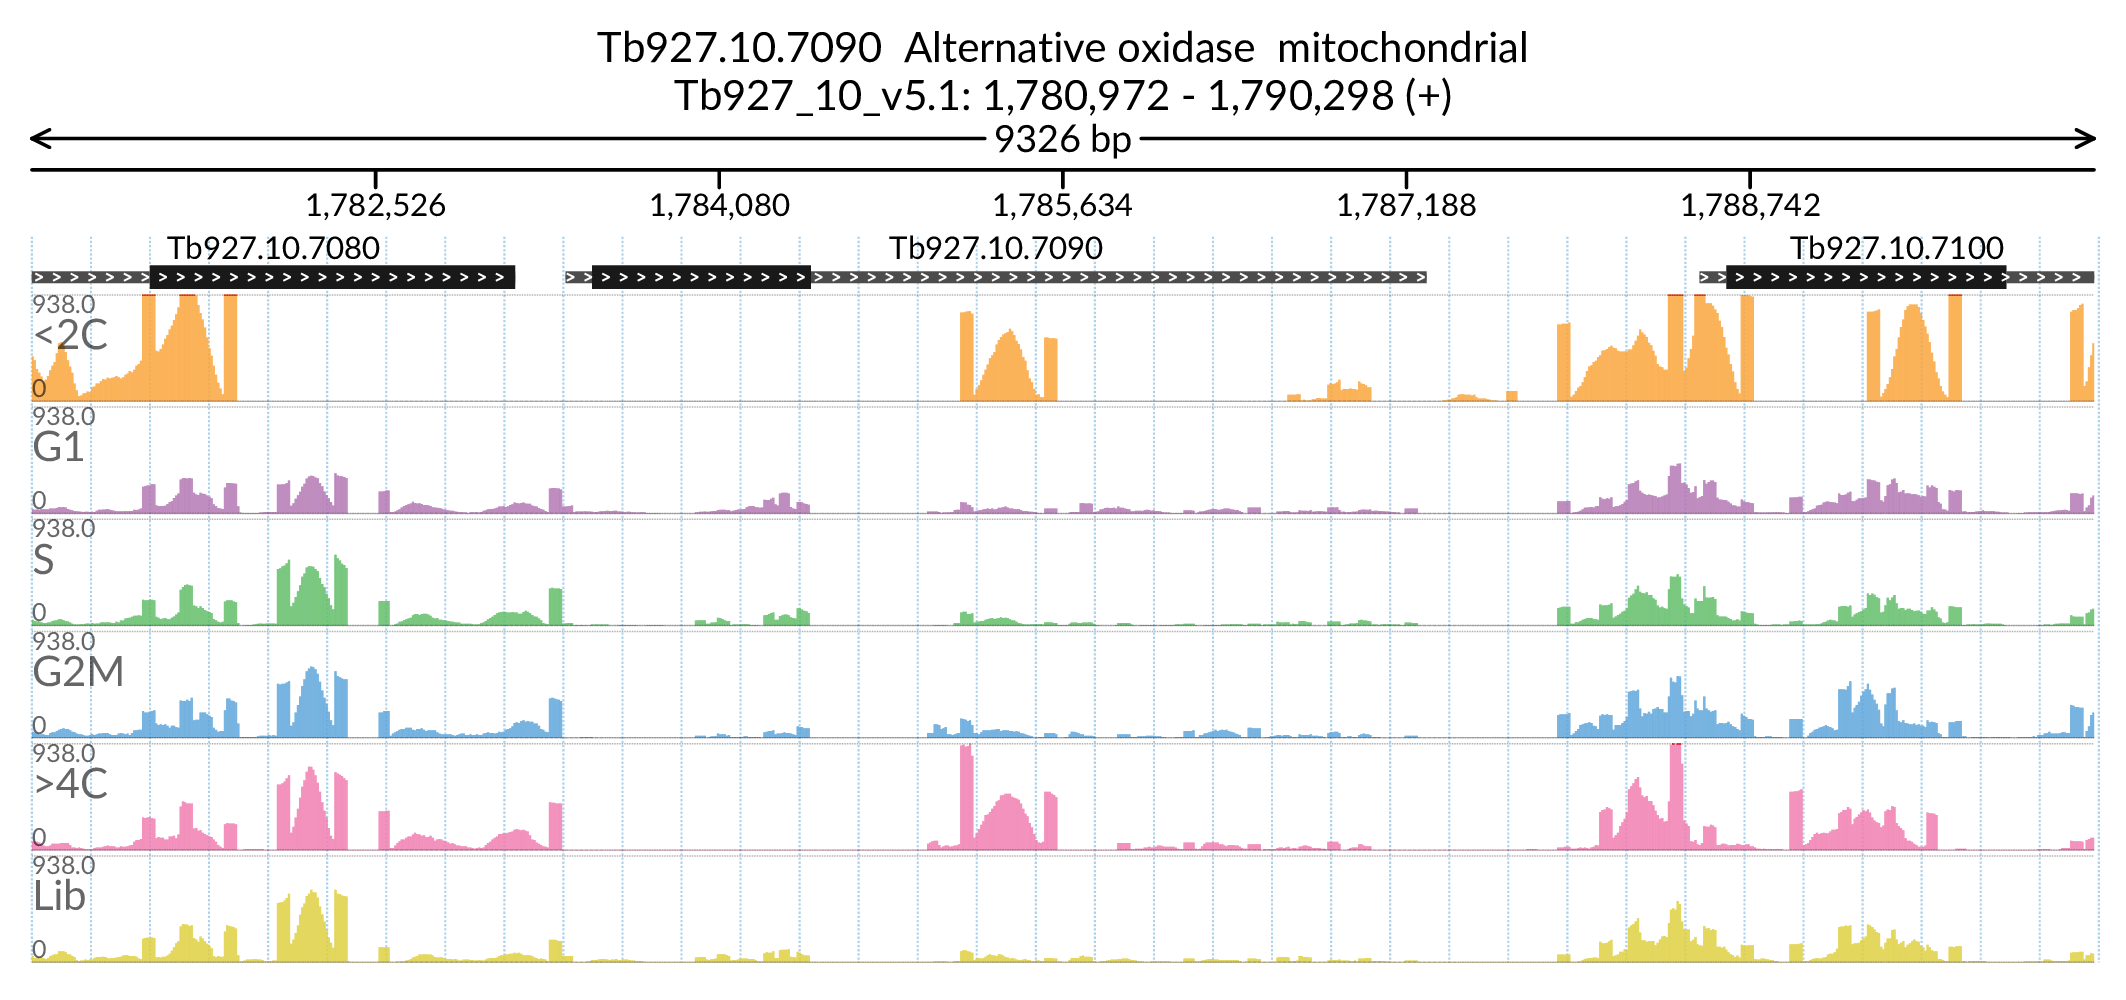 Tb927.10.7090  Alternative oxidase  mitochondrial
Tb927_10_v5.1: 1,780,972 - 1,790,298 (+)
9326 bp
1,782,526 1,784,080 1,785,634 1,787,188 1,788,742
Tb927.10.7080 Tb927.10.7090 Tb927.10.7100
938.0
<2C
0
938.0
G1
0
938.0
S
0
938.0
G2M
0
938.0
>4C
0
938.0
Lib
0